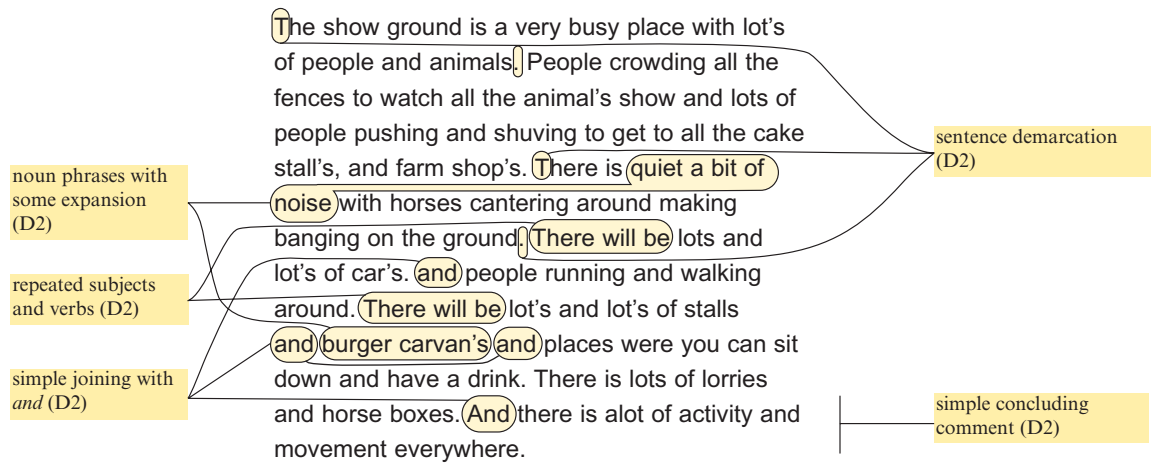 The show ground is a very busy place with lot's
of people and animals. People crowding all the
fences to watch all the animal's show and lots of
people pushing and shuving to get to all the cake
stall's, and farm shop's. There is quiet a bit of
noise with horses cantering around making
banging on the ground. There will be lots and
lot's of car's. and people running and walking
around. There will be lot's and lot's of stalls
and burger carvan's and places were you can sit
down and have a drink. There is lots of lorries
and horse boxes. And there is alot of activity and
movement everywhere.
noun phrases with
some expansion
(D2)
repeated subjects
and verbs (D2)
simple joining with
and (D2)
sentence demarcation
(D2)
simple concluding
comment (D2)